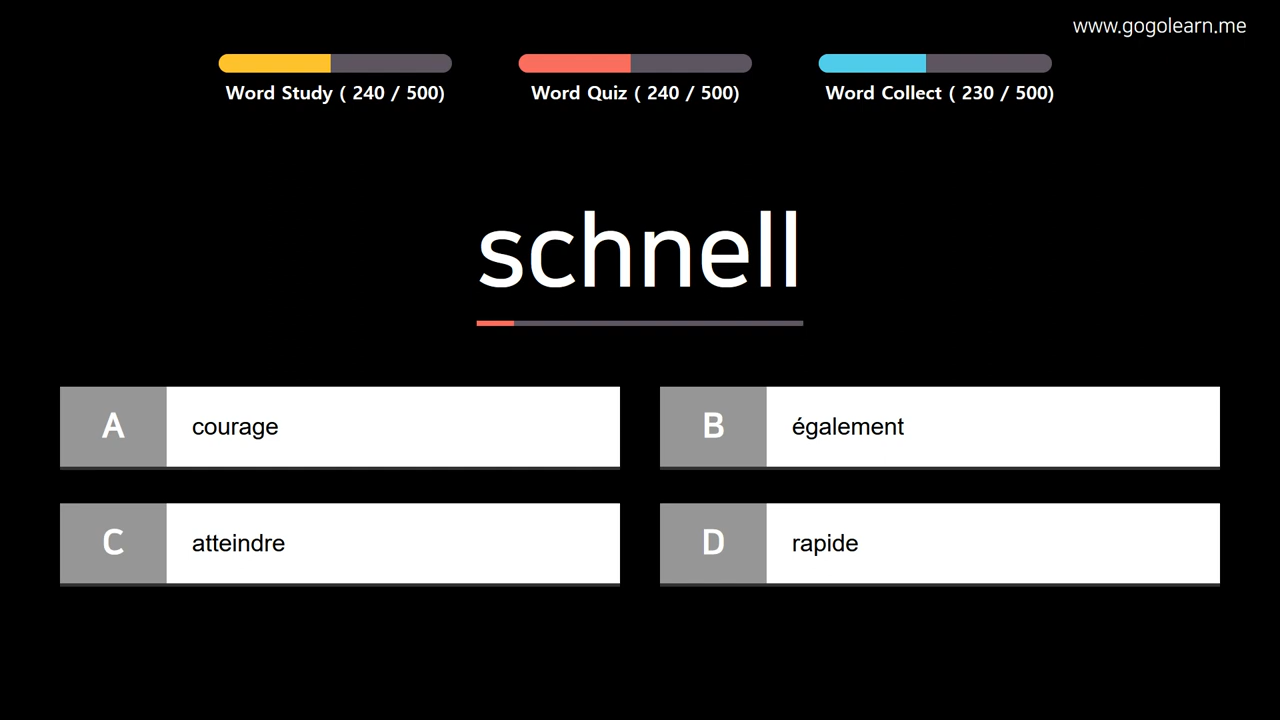 www.gogolearn.me
Word Study ( 240 / 500)
Word Quiz ( 240 / 500)
Word Collect ( 230 / 500)
schnell
A courage
B également
C atteindre
D rapide